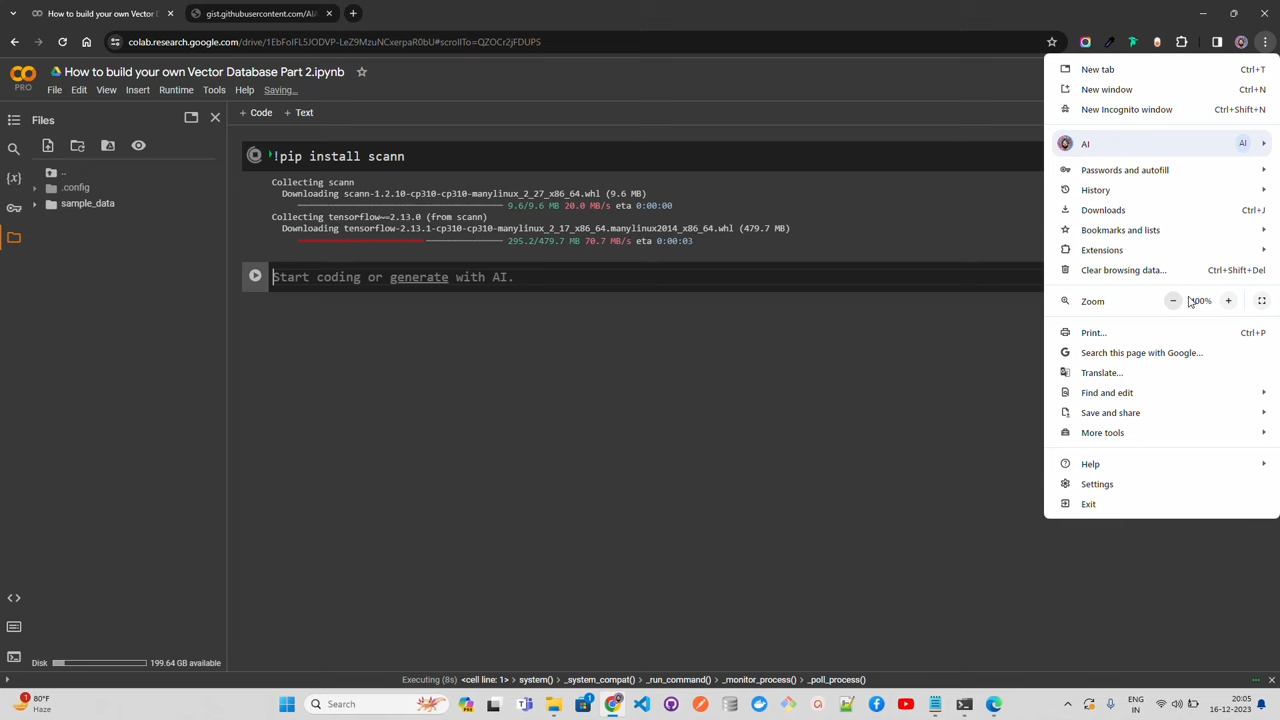 How to build your own Vector D
gist.githubusercontent.com/AIA
colab.research.google.com/drive/1EbFoIFL5JODVP-LeZ9MzuNCxerpaR0bU#scrollTo=QZOCr2jFDUPS
PRO
How to build your own Vector Database Part 2.ipynb
File Edit View Insert Runtime Tools Help Saving...
Files
+ Code + Text
..
.config
sample_data
!pip install scann
Collecting scann
Downloading scann-1.2.10-cp310-cp310-manylinux_2_27_x86_64.whl (9.6 MB)
9.6/9.6 MB 20.0 MB/s eta 0:00:00
Collecting tensorflow~=2.13.0 (from scann)
Downloading tensorflow-2.13.1-cp310-cp310-manylinux_2_17_x86_64.manylinux2014_x86_64.whl (479.7 MB)
295.2/479.7 MB 70.7 MB/s eta 0:00:03
Start coding or generate with AI.
New tab Ctrl+T
New window Ctrl+N
New Incognito window Ctrl+Shift+N
AI AI
Passwords and autofill
History
Downloads Ctrl+J
Bookmarks and lists
Extensions
Clear browsing data... Ctrl+Shift+Del
Zoom − 100% +
Print... Ctrl+P
Search this page with Google...
Translate...
Find and edit
Save and share
More tools
Help
Settings
Exit
Disk 199.64 GB available
Executing (8s) <cell line: 1> > system() > _system_compat() > _run_command() > _monitor_process() > _poll_process()
1
80°F
Haze
Search
1
ENG
IN
20:05
16-12-2023